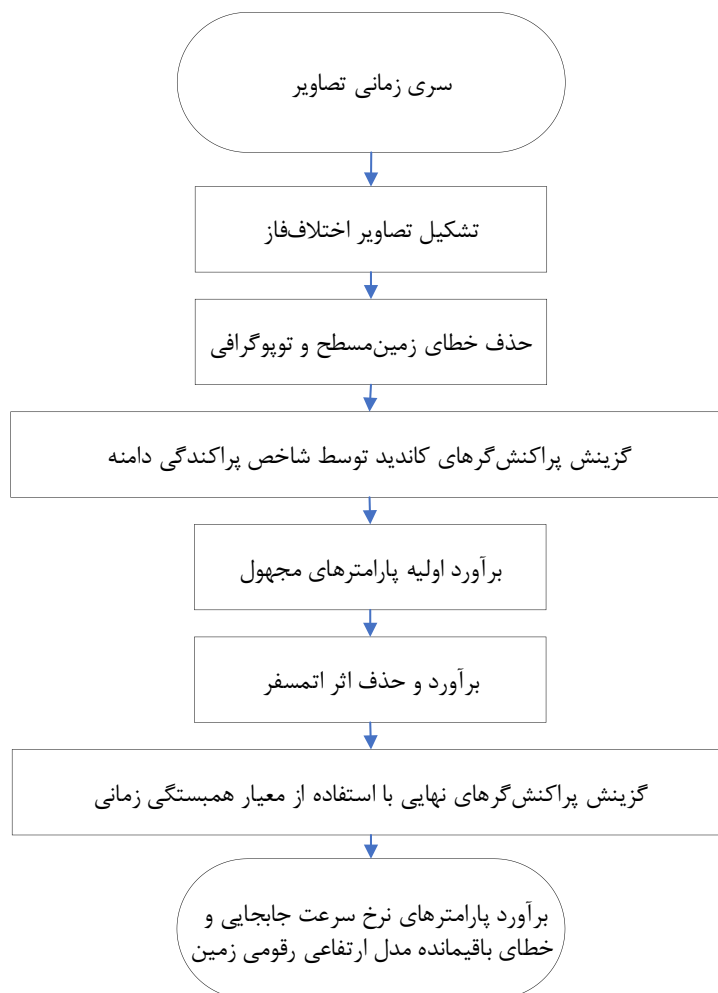 سری زمانی تصاویر
تشکیل تصاویر اختلاف‌فاز
حذف خطای زمین‌مسطح و توپوگرافی
گزینش پراکنش‌گرهای کاندید توسط شاخص پراکندگی دامنه
برآورد اولیه پارامترهای مجهول
برآورد و حذف اثر اتمسفر
گزینش پراکنش‌گرهای نهایی با استفاده از معیار همبستگی زمانی
برآورد پارامترهای نرخ سرعت جابجایی و
خطای باقیمانده مدل ارتفاعی رقومی زمین